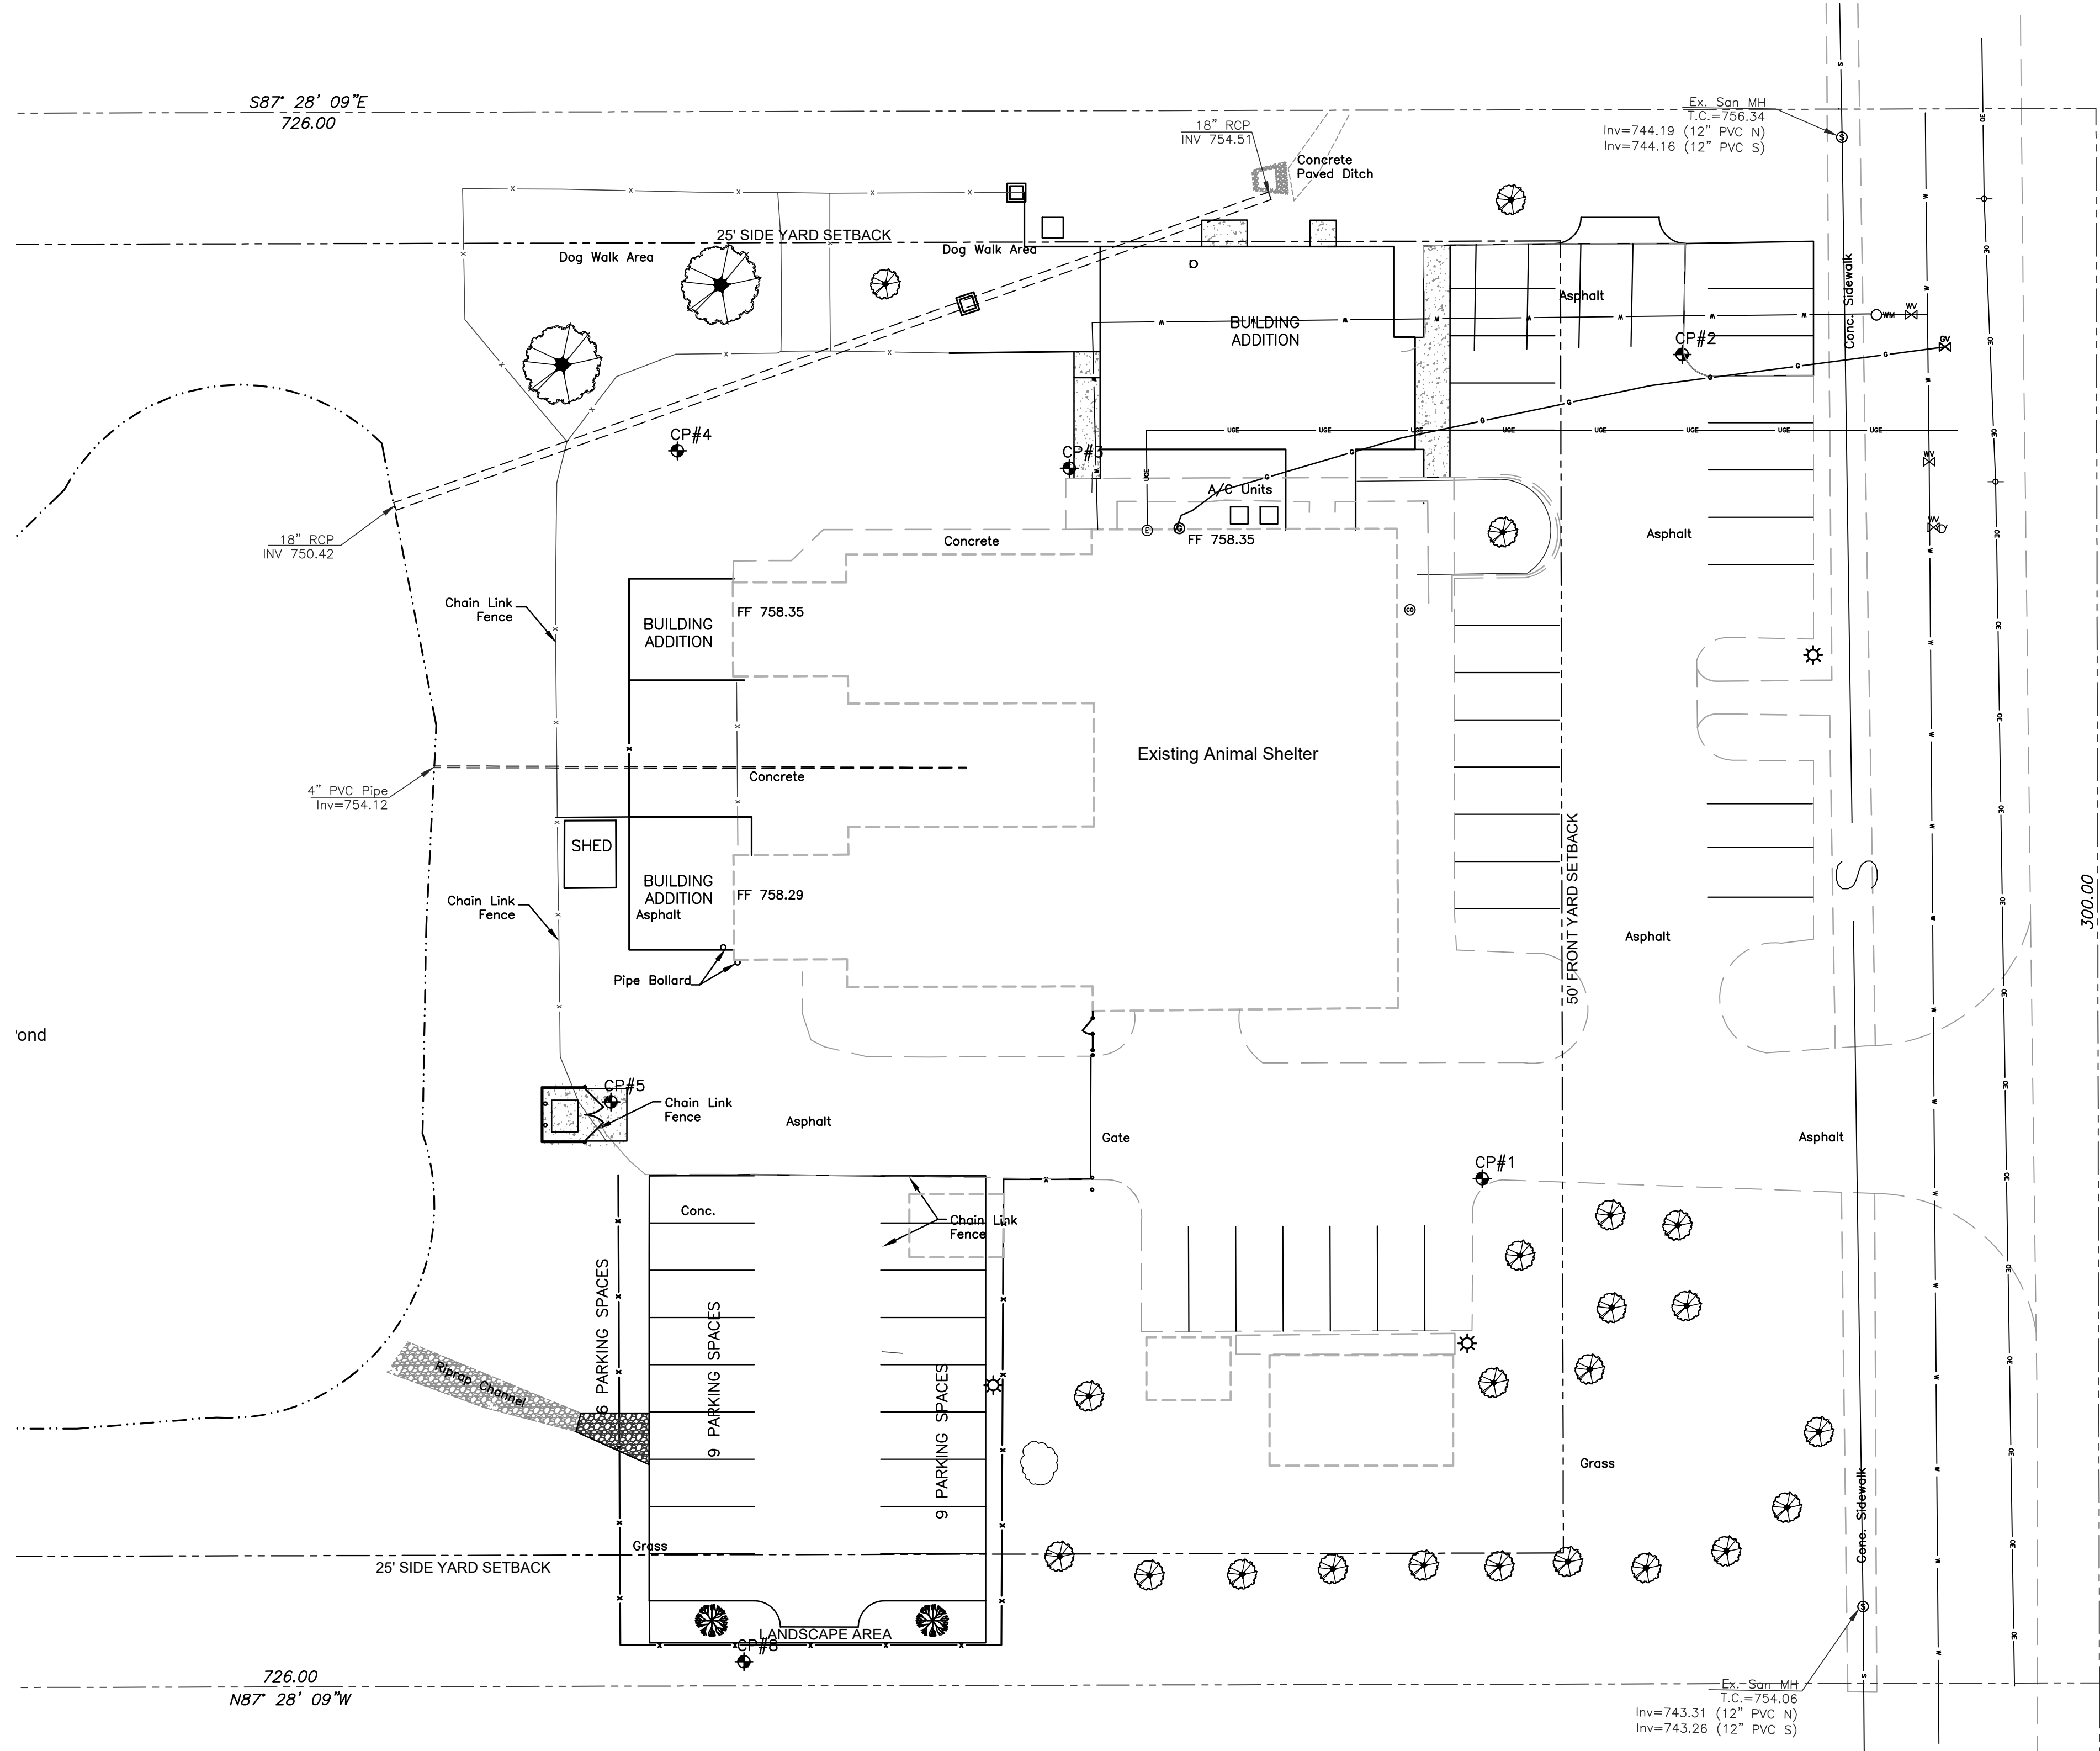 S87° 28' 09"E
726.00
Ex. San MH
T.C.=756.34
Inv=744.19 (12" PVC N)
Inv=744.16 (12" PVC S)
18" RCP
INV 754.51
Concrete
Paved Ditch
25' SIDE YARD SETBACK
Dog Walk Area
Dog Walk Area
Conc. Sidewalk
Asphalt
BUILDING
ADDITION
WM
WV
GV
CP#2
CP#4
CP#3
WV
A/C Units
E
G
FF 758.35
WV
18" RCP
INV 750.42
Concrete
Asphalt
Chain Link
Fence
FF 758.35
BUILDING
ADDITION
CO
Existing Animal Shelter
4" PVC Pipe
Inv=754.12
Concrete
SHED
50' FRONT YARD SETBACK
S
300.00
BUILDING
ADDITION
FF 758.29
Chain Link
Fence
Asphalt
Asphalt
Pipe Bollard
ond
CP#5
Chain Link
Fence
Asphalt
Gate
Asphalt
CP#1
Conc.
Chain Link
Fence
6 PARKING SPACES
9 PARKING SPACES
9 PARKING SPACES
Riprap Channel
Grass
Conc. Sidewalk
Grass
25' SIDE YARD SETBACK
LANDSCAPE AREA
CP#8
726.00
N87° 28' 09"W
Ex. San MH
T.C.=754.06
Inv=743.31 (12" PVC N)
Inv=743.26 (12" PVC S)